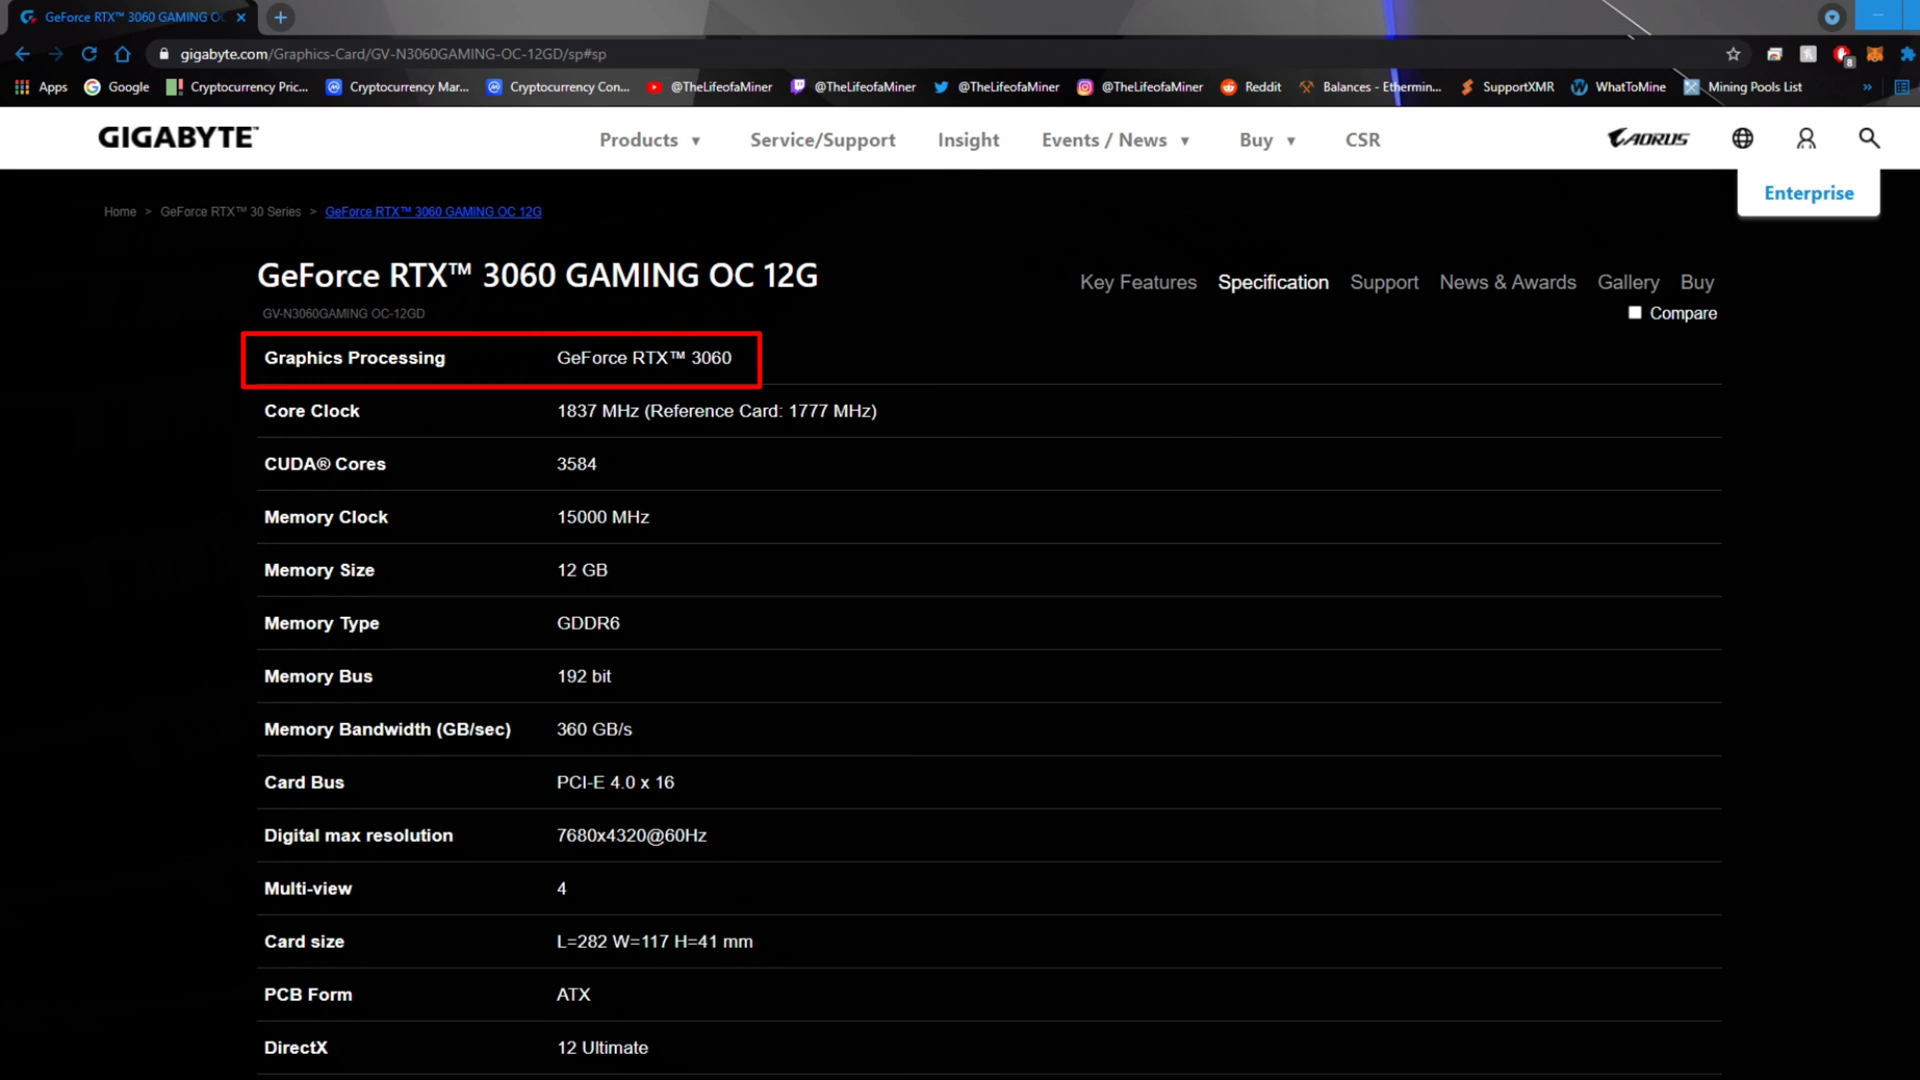 GeForce RTX™ 3060 GAMING OC
gigabyte.com/Graphics-Card/GV-N3060GAMING-OC-12GD/sp#sp
8
Apps Google Cryptocurrency Pric... Cryptocurrency Mar... Cryptocurrency Con... @TheLifeofaMiner @TheLifeofaMiner @TheLifeofaMiner @TheLifeofaMiner Reddit Balances - Ethermin... SupportXMR WhatToMine Mining Pools List »
GIGABYTE™ Products ▼ Service/Support Insight Events / News ▼ Buy ▼ CSR AORUS
Enterprise
Home > GeForce RTX™ 30 Series > GeForce RTX™ 3060 GAMING OC 12G
GeForce RTX™ 3060 GAMING OC 12G
Key Features Specification Support News & Awards Gallery Buy
GV-N3060GAMING OC-12GD
Compare
Graphics Processing GeForce RTX™ 3060
Core Clock 1837 MHz (Reference Card: 1777 MHz)
CUDA® Cores 3584
Memory Clock 15000 MHz
Memory Size 12 GB
Memory Type GDDR6
Memory Bus 192 bit
Memory Bandwidth (GB/sec) 360 GB/s
Card Bus PCI-E 4.0 x 16
Digital max resolution 7680x4320@60Hz
Multi-view 4
Card size L=282 W=117 H=41 mm
PCB Form ATX
DirectX 12 Ultimate